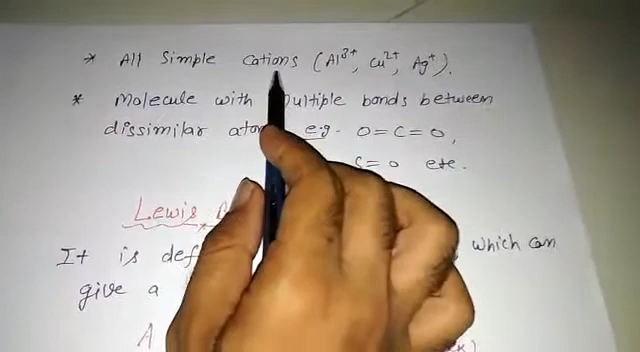 * All Simple Cations (Al³⁺, Cu²⁺, Ag⁺).
* Molecule with multiple bonds between
dissimilar atom e.g. O=C=O,
S=O etc.
Lewis
It is def which can
give a
A